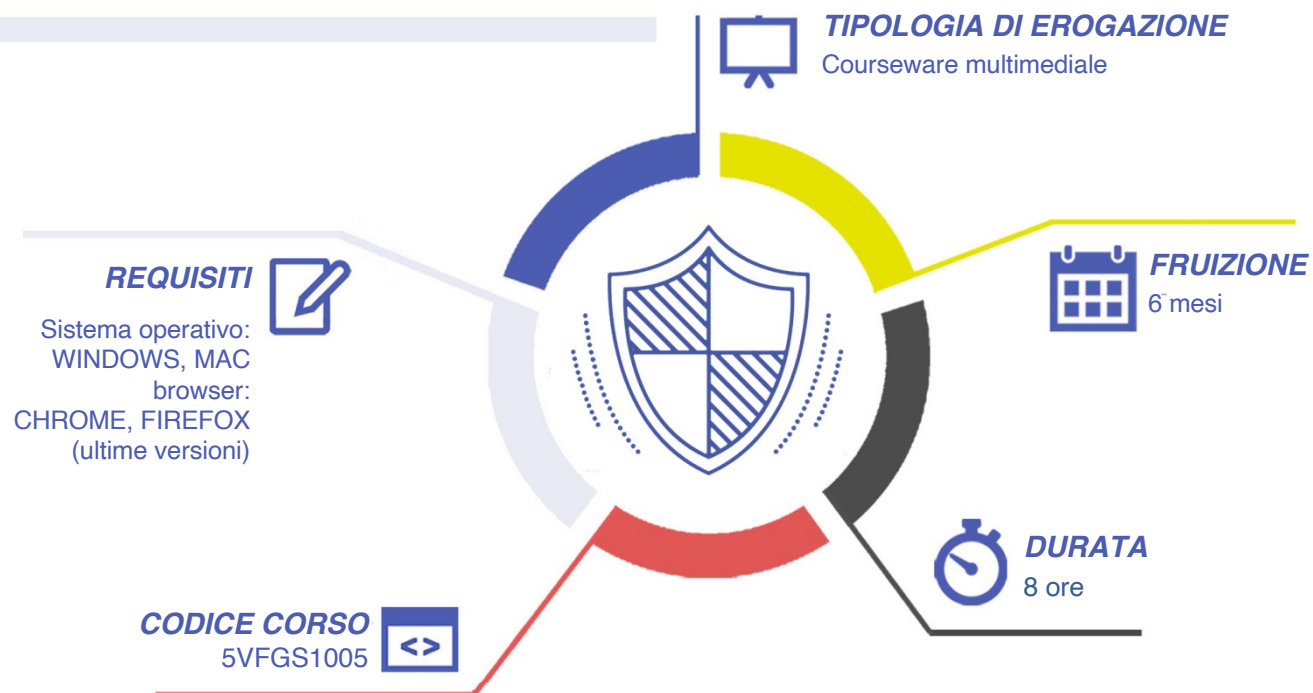 TIPOLOGIA DI EROGAZIONE
Courseware multimediale
REQUISITI
Sistema operativo:
WINDOWS, MAC
browser:
CHROME, FIREFOX
(ultime versioni)
FRUIZIONE
6 mesi
DURATA
8 ore
CODICE CORSO
5VFGS1005